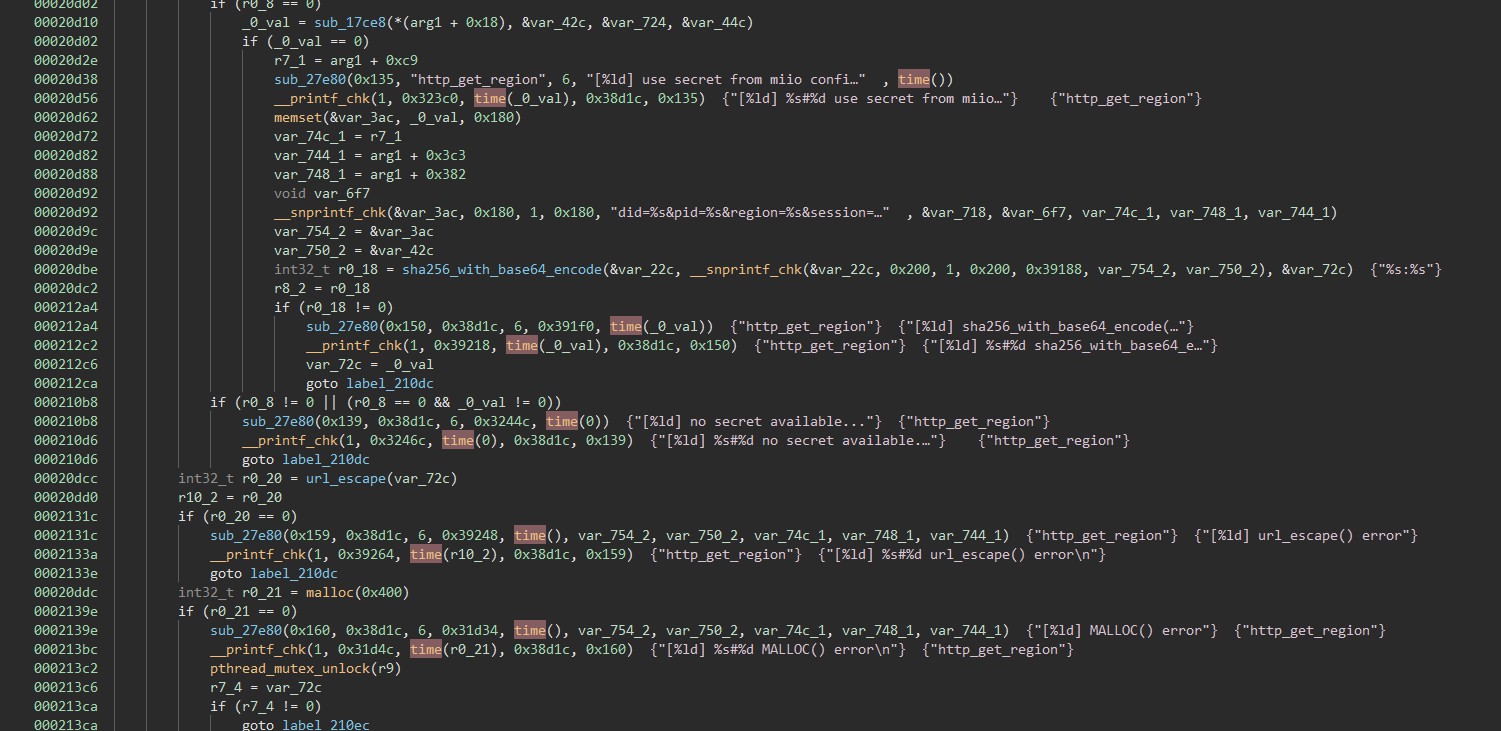 00020d02 if (r0_8 == 0)
00020d10 _0_val = sub_17ce8(*(arg1 + 0x18), &var_42c, &var_724, &var_44c)
00020d02 if (_0_val == 0)
00020d2e r7_1 = arg1 + 0xc9
00020d38 sub_27e80(0x135, "http_get_region", 6, "[%ld] use secret from miio confi…" , time())
00020d56 __printf_chk(1, 0x323c0, time(_0_val), 0x38d1c, 0x135) {"[%ld] %s#%d use secret from miio…"} {"http_get_region"}
00020d62 memset(&var_3ac, _0_val, 0x180)
00020d72 var_74c_1 = r7_1
00020d82 var_744_1 = arg1 + 0x3c3
00020d88 var_748_1 = arg1 + 0x382
00020d92 void var_6f7
00020d92 __snprintf_chk(&var_3ac, 0x180, 1, 0x180, "did=%s&pid=%s&region=%s&session=…" , &var_718, &var_6f7, var_74c_1, var_748_1, var_744_1)
00020d9c var_754_2 = &var_3ac
00020d9e var_750_2 = &var_42c
00020dbe int32_t r0_18 = sha256_with_base64_encode(&var_22c, __snprintf_chk(&var_22c, 0x200, 1, 0x200, 0x39188, var_754_2, var_750_2), &var_72c) {"%s:%s"}
00020dc2 r8_2 = r0_18
000212a4 if (r0_18 != 0)
000212a4 sub_27e80(0x150, 0x38d1c, 6, 0x391f0, time(_0_val)) {"http_get_region"} {"[%ld] sha256_with_base64_encode(…"}
000212c2 __printf_chk(1, 0x39218, time(_0_val), 0x38d1c, 0x150) {"http_get_region"} {"[%ld] %s#%d sha256_with_base64_e…"}
000212c6 var_72c = _0_val
000212ca goto label_210dc
000210b8 if (r0_8 != 0 || (r0_8 == 0 && _0_val != 0))
000210b8 sub_27e80(0x139, 0x38d1c, 6, 0x3244c, time(0)) {"[%ld] no secret available..."} {"http_get_region"}
000210d6 __printf_chk(1, 0x3246c, time(0), 0x38d1c, 0x139) {"[%ld] %s#%d no secret available.…"} {"http_get_region"}
000210d6 goto label_210dc
00020dcc int32_t r0_20 = url_escape(var_72c)
00020dd0 r10_2 = r0_20
0002131c if (r0_20 == 0)
0002131c sub_27e80(0x159, 0x38d1c, 6, 0x39248, time(), var_754_2, var_750_2, var_74c_1, var_748_1, var_744_1) {"http_get_region"} {"[%ld] url_escape() error"}
0002133a __printf_chk(1, 0x39264, time(r10_2), 0x38d1c, 0x159) {"http_get_region"} {"[%ld] %s#%d url_escape() error\n"}
0002133e goto label_210dc
00020ddc int32_t r0_21 = malloc(0x400)
0002139e if (r0_21 == 0)
0002139e sub_27e80(0x160, 0x38d1c, 6, 0x31d34, time(), var_754_2, var_750_2, var_74c_1, var_748_1, var_744_1) {"[%ld] MALLOC() error"} {"http_get_region"}
000213bc __printf_chk(1, 0x31d4c, time(r0_21), 0x38d1c, 0x160) {"[%ld] %s#%d MALLOC() error\n"} {"http_get_region"}
000213c2 pthread_mutex_unlock(r9)
000213c6 r7_4 = var_72c
000213ca if (r7_4 != 0)
000213ca goto label_210ec